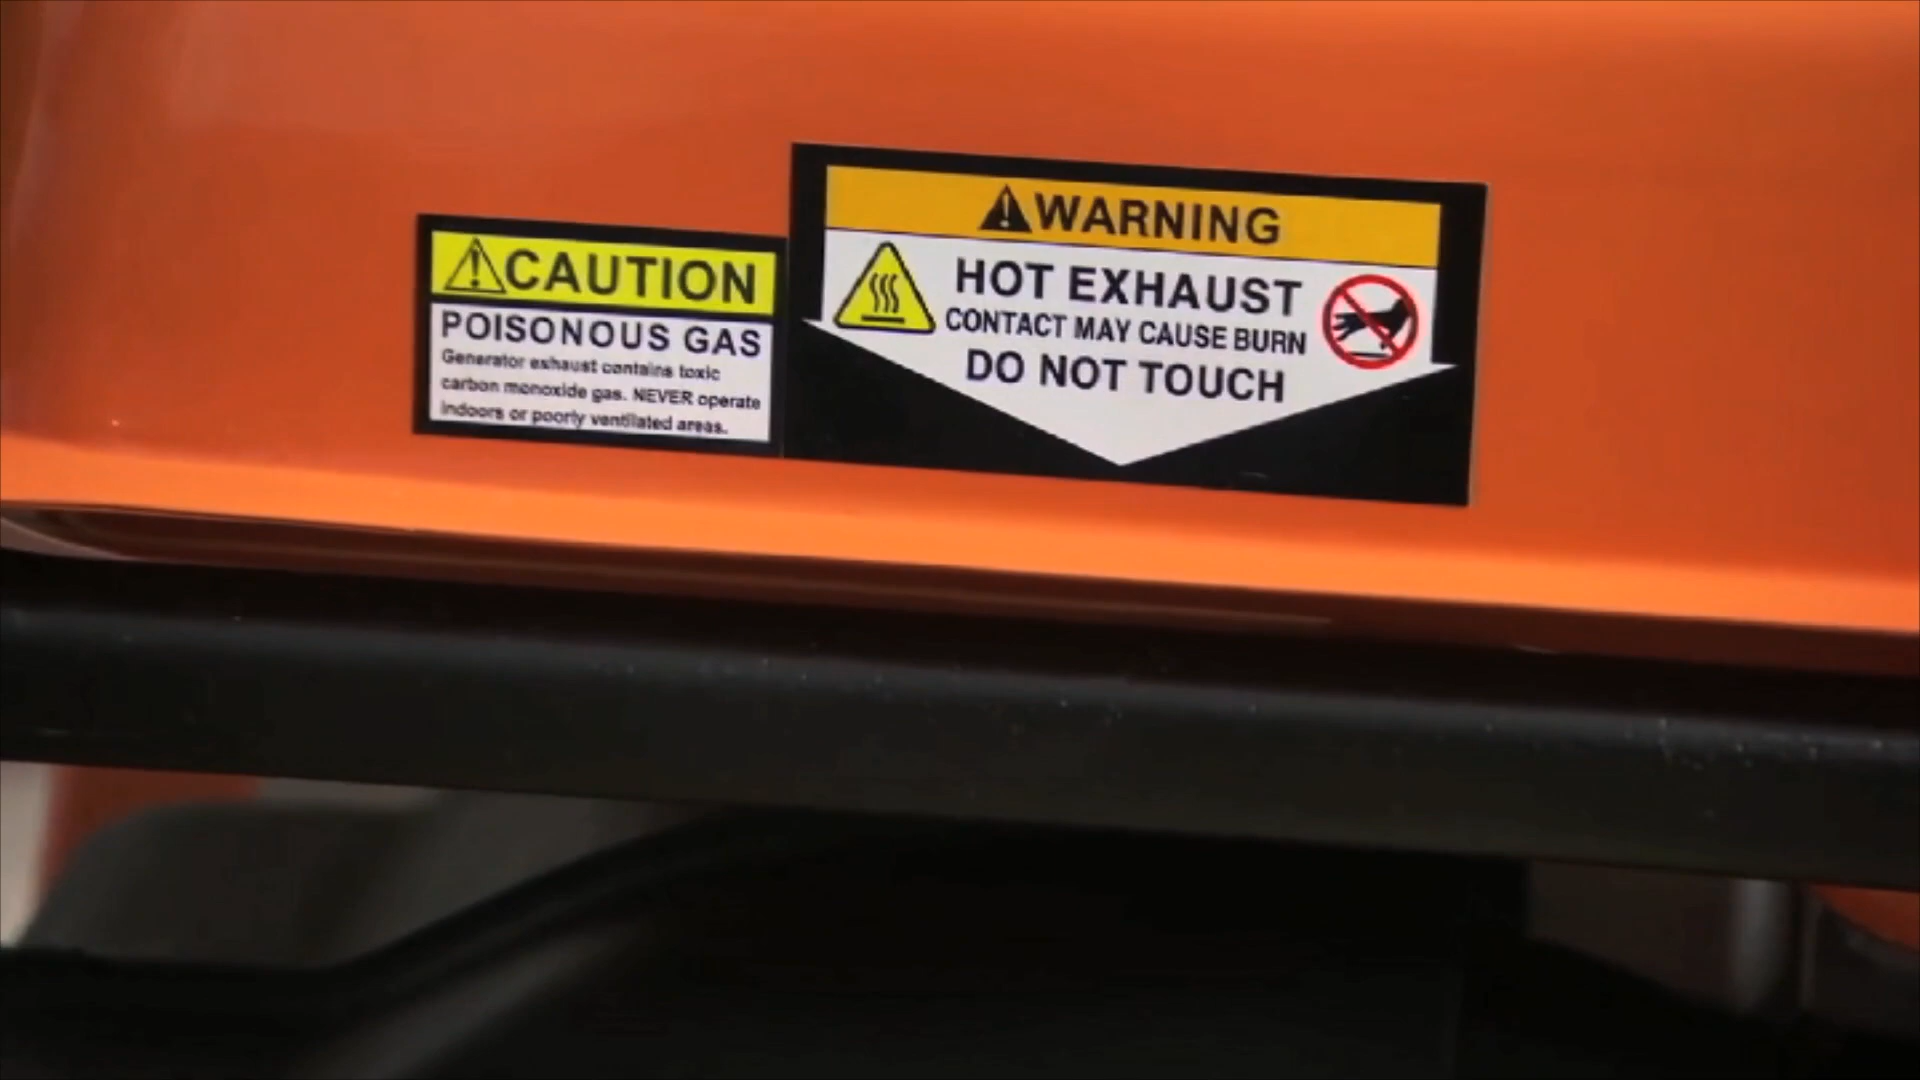 CAUTION
POISONOUS GAS
Generator exhaust contains toxic
carbon monoxide gas. NEVER operate
indoors or poorly ventilated areas.
WARNING
HOT EXHAUST
CONTACT MAY CAUSE BURN
DO NOT TOUCH